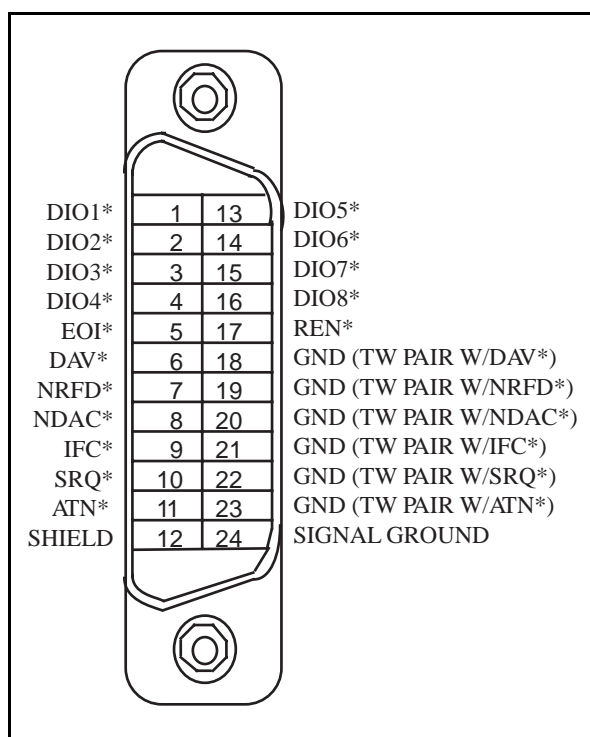 DIO1* 1 13 DIO5*
DIO2* 2 14 DIO6*
DIO3* 3 15 DIO7*
DIO4* 4 16 DIO8*
EOI* 5 17 REN*
DAV* 6 18 GND (TW PAIR W/DAV*)
NRFD* 7 19 GND (TW PAIR W/NRFD*)
NDAC* 8 20 GND (TW PAIR W/NDAC*)
IFC* 9 21 GND (TW PAIR W/IFC*)
SRQ* 10 22 GND (TW PAIR W/SRQ*)
ATN* 11 23 GND (TW PAIR W/ATN*)
SHIELD 12 24 SIGNAL GROUND